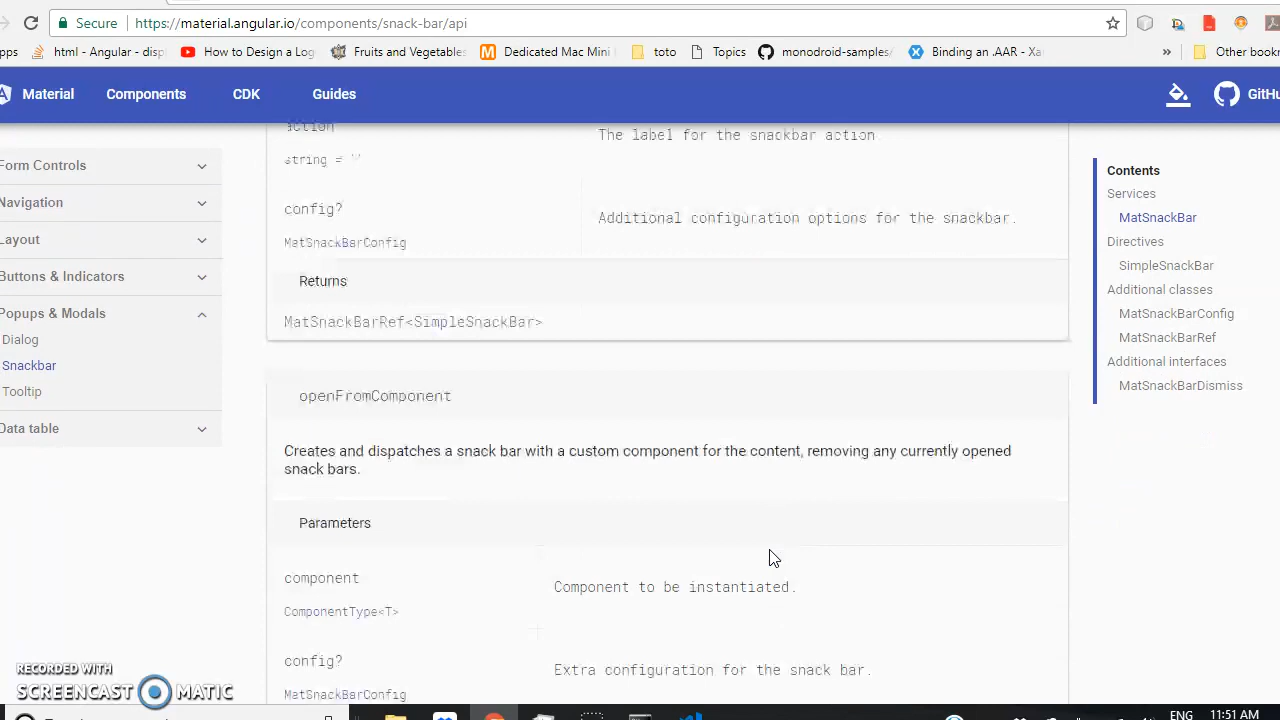 Secure https://material.angular.io/components/snack-bar/api
pps html - Angular - disp How to Design a Log Fruits and Vegetables Dedicated Mac Mini toto Topics monodroid-samples Binding an .AAR - Xa » Other book
Material Components CDK Guides GitHu
Form Controls
Navigation
Layout
Buttons & Indicators
Popups & Modals
Dialog
Snackbar
Tooltip
Data table
action
The label for the snackbar action.
string = ''
config?
Additional configuration options for the snackbar.
MatSnackBarConfig
Returns
MatSnackBarRef<SimpleSnackBar>
openFromComponent
Creates and dispatches a snack bar with a custom component for the content, removing any currently opened
snack bars.
Parameters
component
Component to be instantiated.
ComponentType<T>
config?
Extra configuration for the snack bar.
MatSnackBarConfig
Contents
Services
MatSnackBar
Directives
SimpleSnackBar
Additional classes
MatSnackBarConfig
MatSnackBarRef
Additional interfaces
MatSnackBarDismiss
RECORDED WITH
SCREENCAST MATIC
ENG 11:51 AM